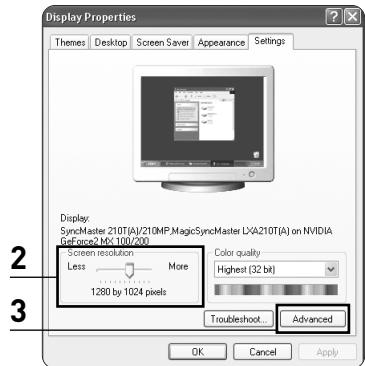 Display Properties
Themes Desktop Screen Saver Appearance Settings
Display:
SyncMaster 210T(A)/210MP,MagicSyncMaster LXA210T(A) on NVIDIA
GeForce2 MX 100/200
Screen resolution
Less More
1280 by 1024 pixels
Color quality
Highest (32 bit)
2
3
Troubleshoot... Advanced
OK Cancel Apply